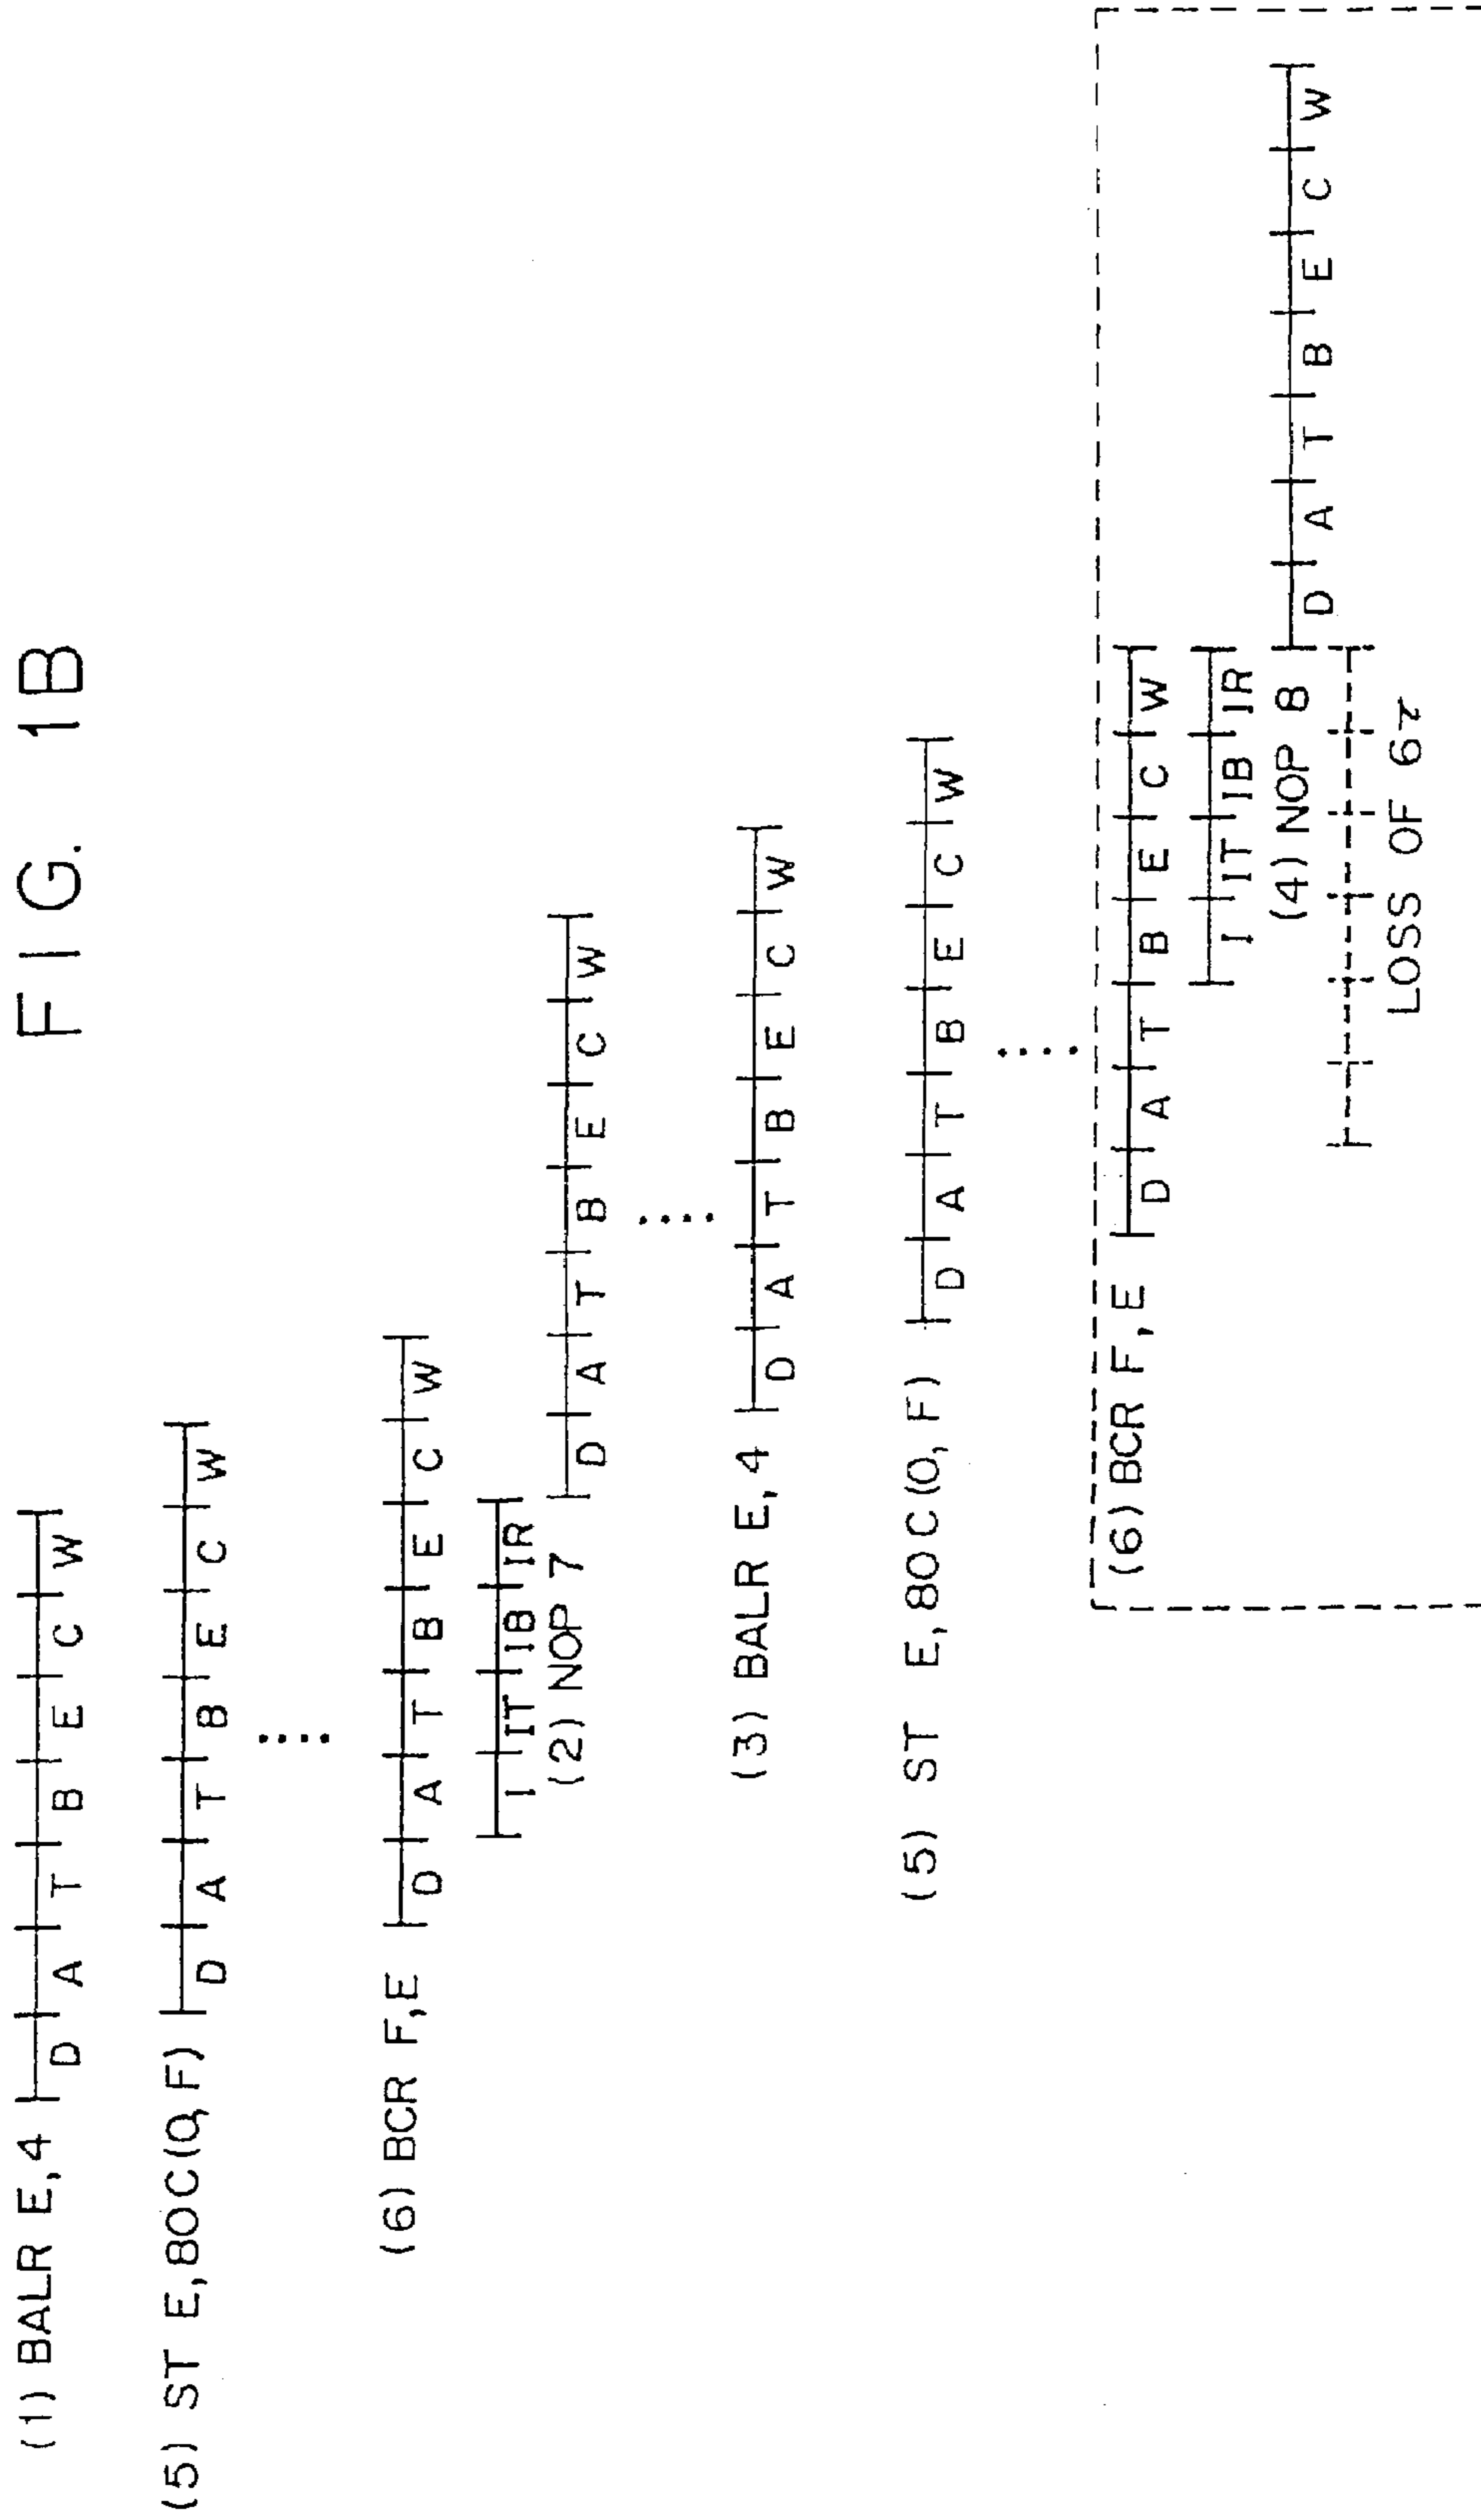 FIG. 1B
(1) BALR E,4 D A T B E C W
(5) ST E,80C(0,F) D A T B E C W
(6) BCR F,E D A T B E C W
I IT IB IR
(2) NOP 7 D A T B E C W
(3) BALR E,4 D A T B E C W
(5) ST E,80C(0,F) D A T B E C W
(6) BCR F,E D A T B E C W
I IT IB IR
(4) NOP 8 D A T B E C W
LOSS OF 6τ